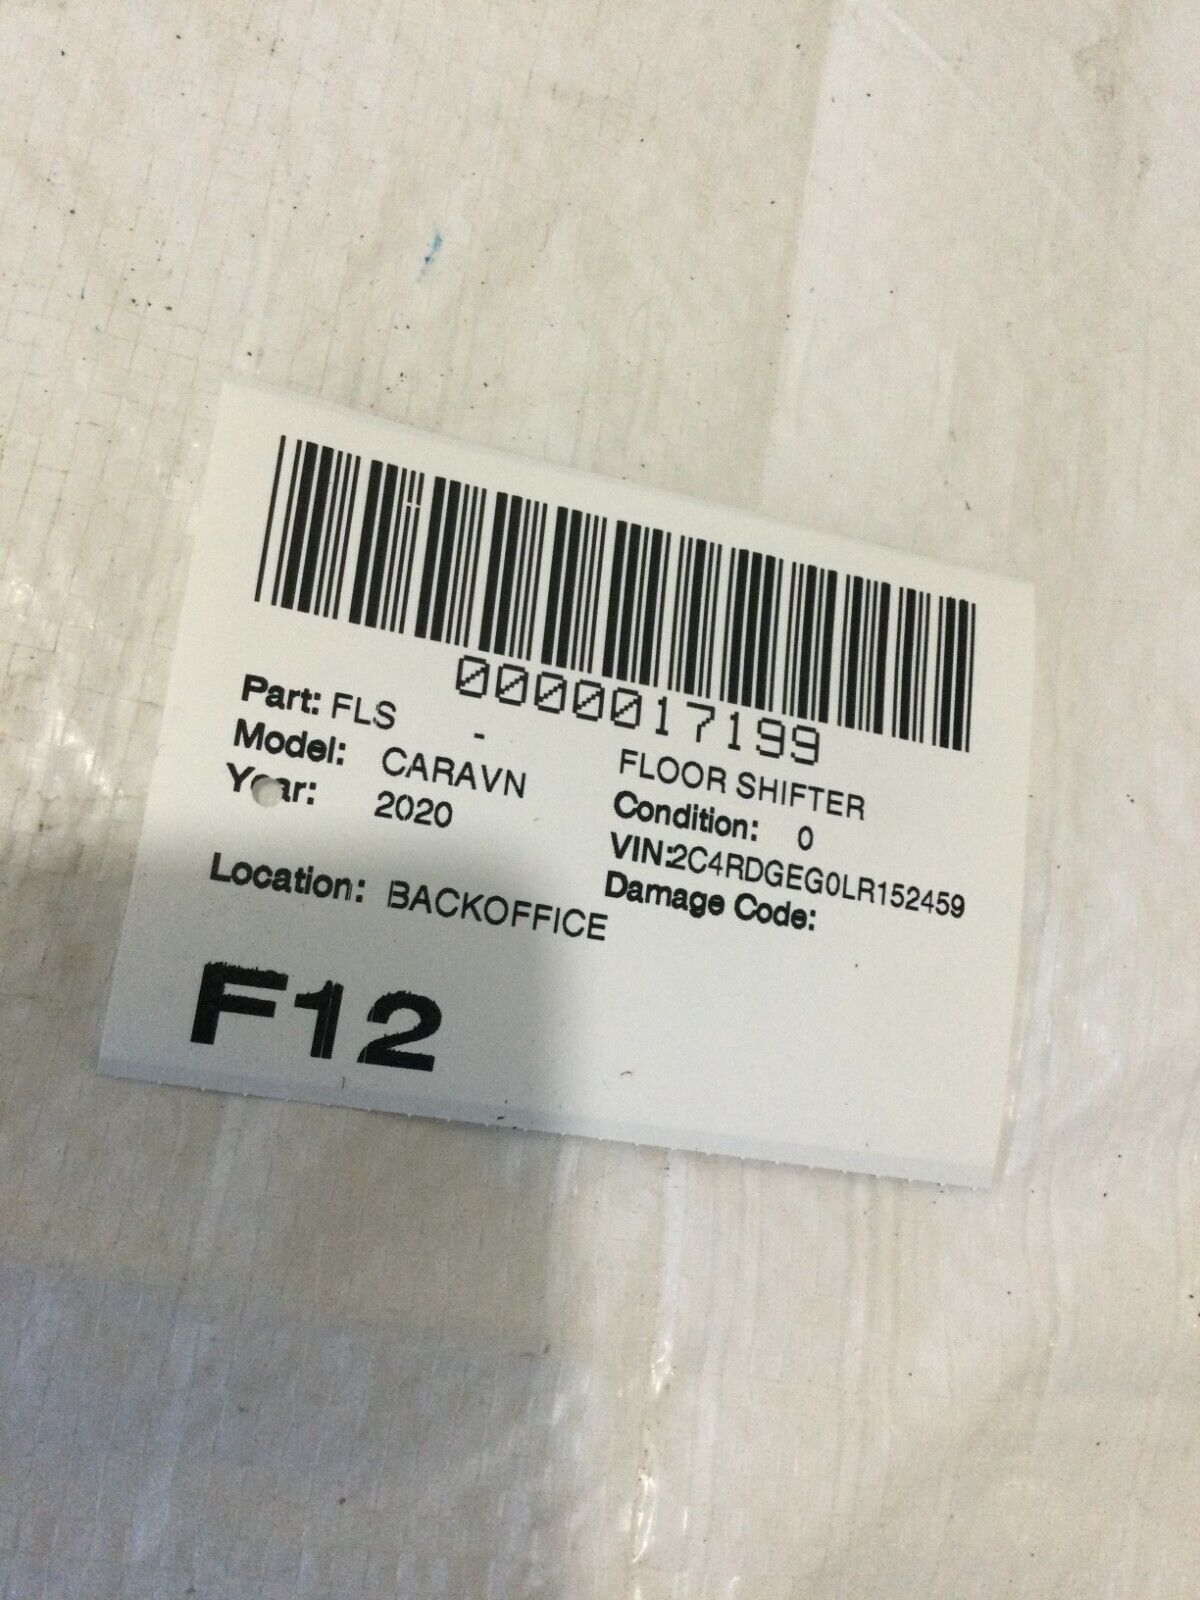 0000017199
Part: FLS - FLOOR SHIFTER
Model: CARAVN Condition: 0
Year: 2020 VIN:2C4RDGEG0LR152459
Location: BACKOFFICE Damage Code:
F12